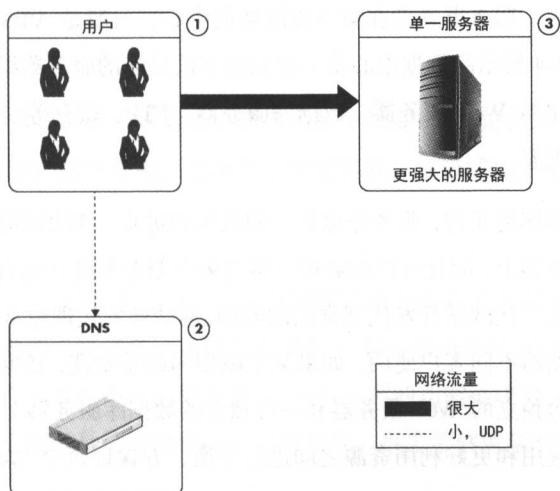 用户
①
单一服务器
③
更强大的服务器
DNS
②
网络流量
很大
小，UDP